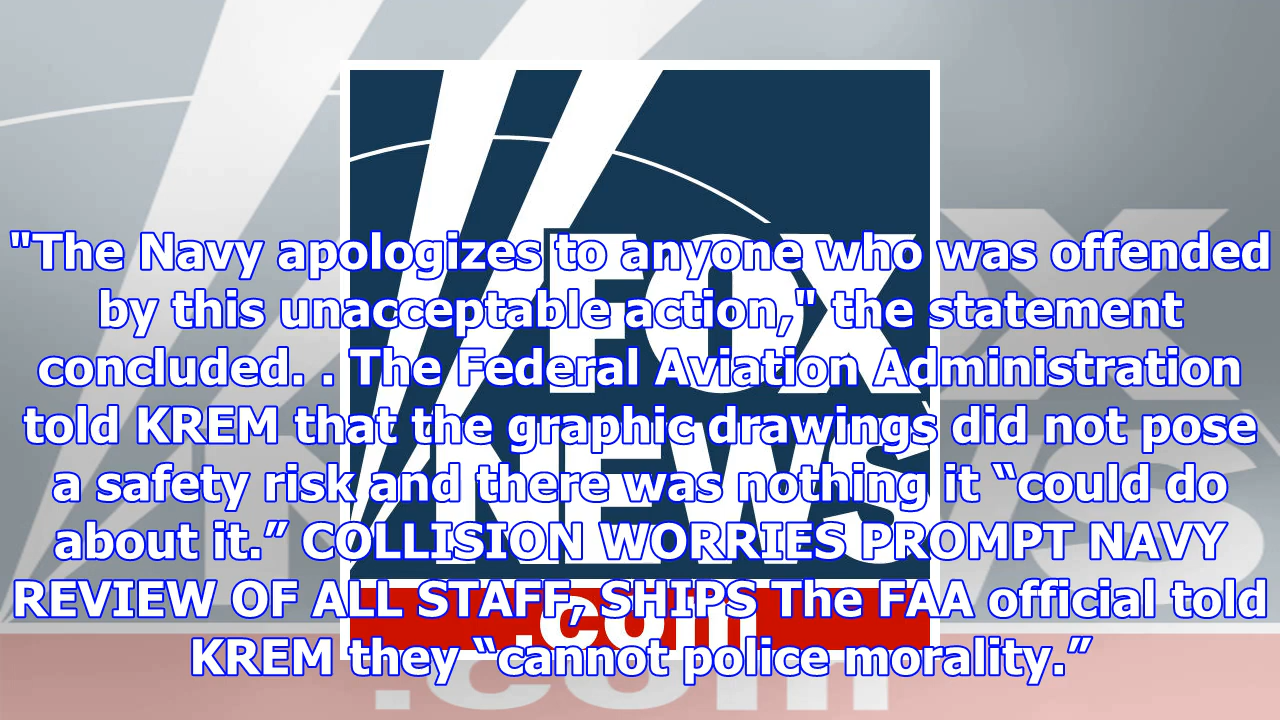 "The Navy apologizes to anyone who was offended
by this unacceptable action," the statement
concluded. . The Federal Aviation Administration
told KREM that the graphic drawings did not pose
a safety risk and there was nothing it “could do
about it.” COLLISION WORRIES PROMPT NAVY
REVIEW OF ALL STAFF, SHIPS The FAA official told
KREM they “cannot police morality.”
FOX
NEWS
.com